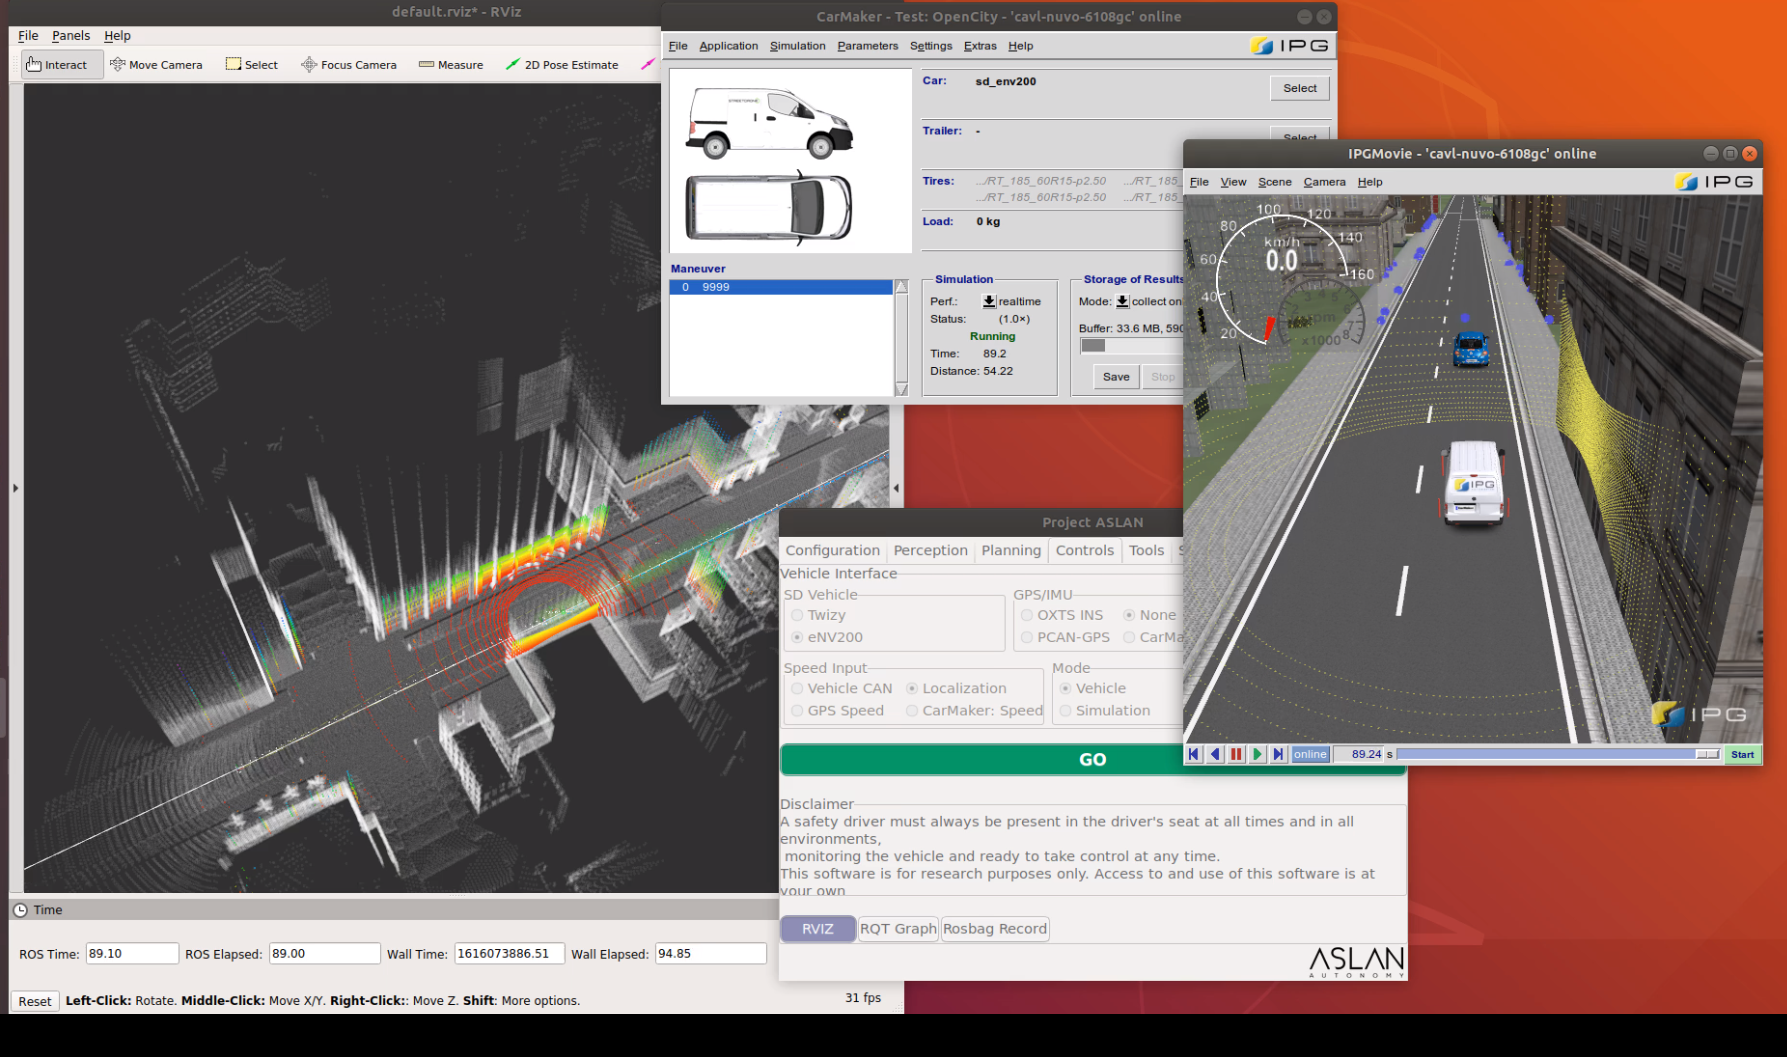 default.rviz* - RViz
File Panels Help
Interact Move Camera Select Focus Camera Measure 2D Pose Estimate
Time
ROS Time: 89.10 ROS Elapsed: 89.00 Wall Time: 1616073886.51 Wall Elapsed: 94.85
Reset Left-Click: Rotate. Middle-Click: Move X/Y. Right-Click:: Move Z. Shift: More options. 31 fps
CarMaker - Test: OpenCity - 'cavl-nuvo-6108gc' online
File Application Simulation Parameters Settings Extras Help IPG
Car: sd_env200 Select
Trailer: - Select
Tires: .../RT_185_60R15-p2.50 .../RT_185_
.../RT_185_60R15-p2.50 .../RT_185_
Load: 0 kg
Maneuver
0 9999
Simulation
Perf.: realtime
Status: (1.0×)
Running
Time: 89.2
Distance: 54.22
Storage of Results
Mode: collect on
Buffer: 33.6 MB, 590
Save Stop
Project ASLAN
Configuration Perception Planning Controls Tools S
Vehicle Interface
SD Vehicle
Twizy
eNV200
GPS/IMU
OXTS INS None
PCAN-GPS CarMa
Speed Input
Vehicle CAN Localization
GPS Speed CarMaker: Speed
Mode
Vehicle
Simulation
GO
Disclaimer
A safety driver must always be present in the driver's seat at all times and in all
environments,
monitoring the vehicle and ready to take control at any time.
This software is for research purposes only. Access to and use of this software is at
your own
RVIZ RQT Graph Rosbag Record
ASLAN
AUTONOMY
IPGMovie - 'cavl-nuvo-6108gc' online
File View Scene Camera Help IPG
20 40 60 80 100 120 140 160
km/h
0.0
rpm
x1000
IPG
IPG
online 89.24 s Start